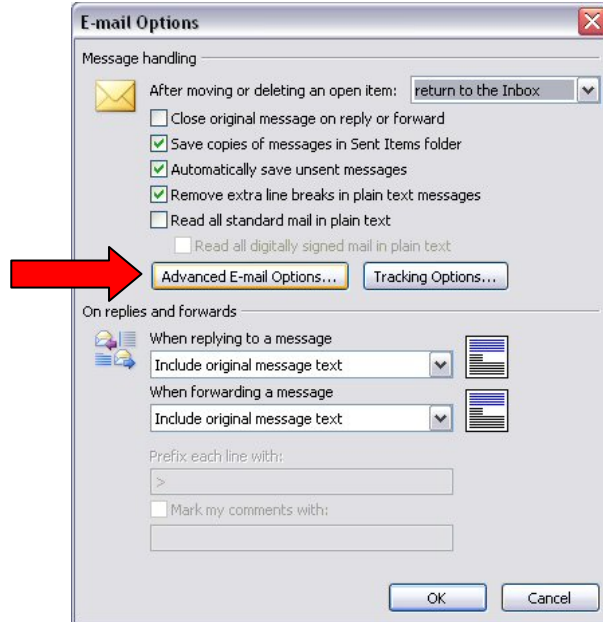 E-mail Options
Message handling
After moving or deleting an open item: return to the Inbox
Close original message on reply or forward
Save copies of messages in Sent Items folder
Automatically save unsent messages
Remove extra line breaks in plain text messages
Read all standard mail in plain text
Read all digitally signed mail in plain text
Advanced E-mail Options... Tracking Options...
On replies and forwards
When replying to a message
Include original message text
When forwarding a message
Include original message text
Prefix each line with:
>
Mark my comments with:
OK Cancel